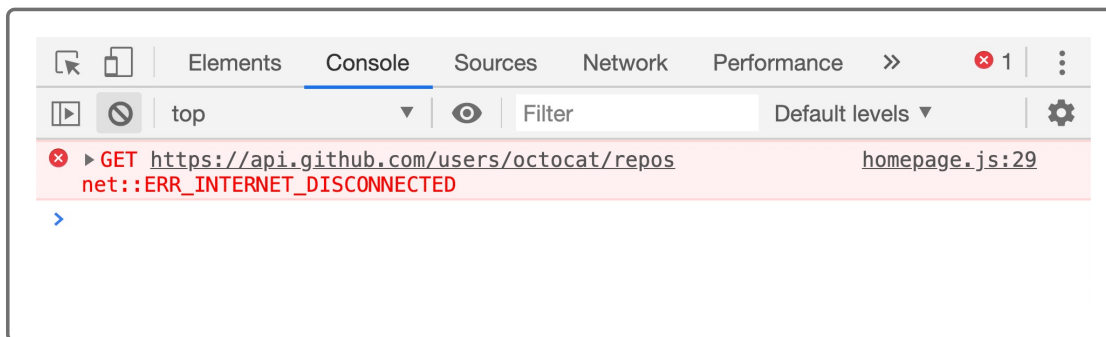 Elements Console Sources Network Performance » 1
top Filter Default levels
GET https://api.github.com/users/octocat/repos homepage.js:29
net::ERR_INTERNET_DISCONNECTED
>